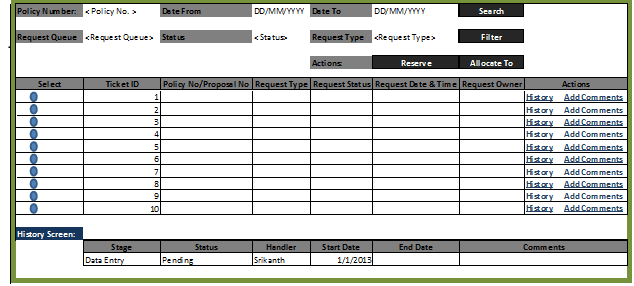 Policy Number: < Policy No. > Date From DD/MM/YYYY Date To DD/MM/YYYY Search
Request Queue <Request Queue> Status <Status> Request Type <Request Type> Filter
Actions: Reserve Allocate To
Select Ticket ID Policy No/Proposal No Request Type Request Status Request Date & Time Request Owner Actions
1 History Add Comments
2 History Add Comments
3 History Add Comments
4 History Add Comments
5 History Add Comments
6 History Add Comments
7 History Add Comments
8 History Add Comments
9 History Add Comments
10 History Add Comments
History Screen:
Stage Status Handler Start Date End Date Comments
Data Entry Pending Srikanth 1/1/2013